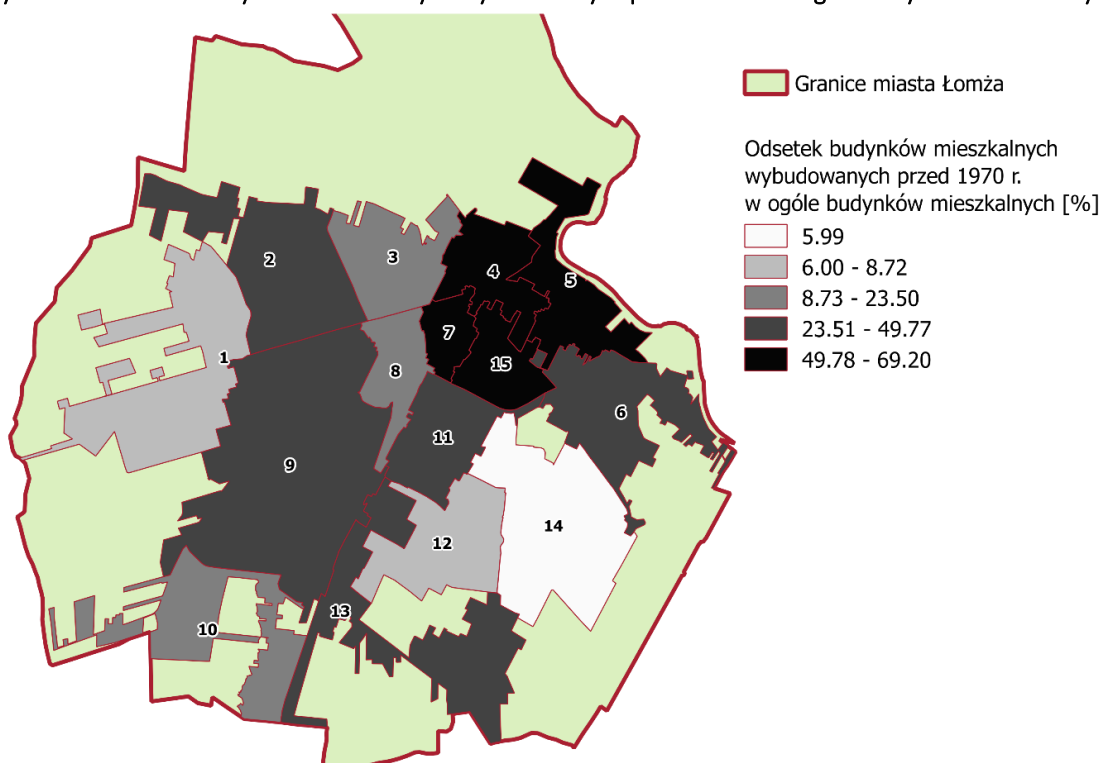 Granice miasta Łomża
Odsetek budynków mieszkalnych
wybudowanych przed 1970 r.
w ogóle budynków mieszkalnych [%]
5.99
6.00 - 8.72
8.73 - 23.50
23.51 - 49.77
49.78 - 69.20
2
3
4
5
7
1
8
15
6
11
9
14
12
13
10